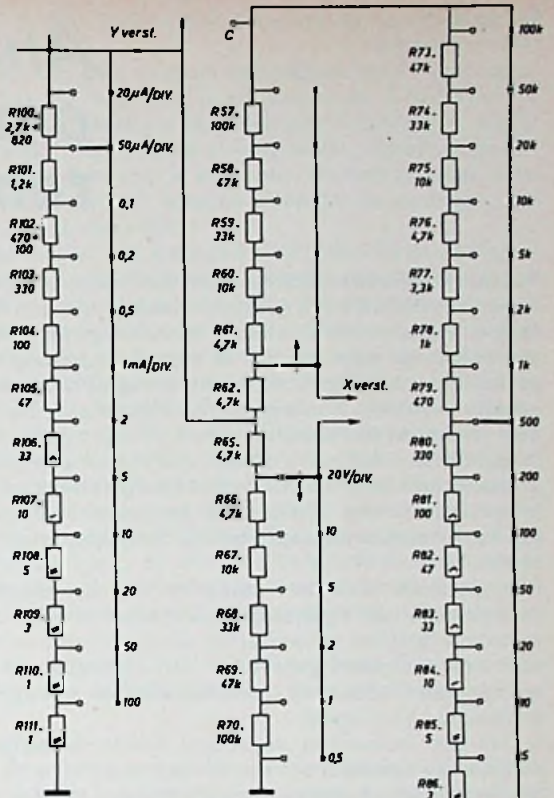 Y verst.
20µA/DIV.
R100.
2,7k+
820
50µA/DIV.
R101.
1,2k
0,1
R102.
470+
100
0,2
R103.
330
0,5
R104.
100
1mA/DIV.
R105.
47
2
R106.
33
5
R107.
10
10
R108.
5
20
R109.
3
50
R110.
1
100
R111.
1
C
R57.
100k
R58.
47k
R59.
33k
R60.
10k
R61.
4,7k
R62.
4,7k
X verst.
R65.
4,7k
20V/DIV.
R66.
4,7k
10
R67.
10k
5
R68.
33k
2
R69.
47k
1
R70.
100k
0,5
100k
R73.
47k
50k
R74.
33k
20k
R75.
10k
10k
R76.
4,7k
5k
R77.
3,3k
2k
R78.
1k
1k
R79.
470
500
R80.
330
200
R81.
100
100
R82.
47
50
R83.
33
20
R84.
10
10
R85.
5
5
R86.